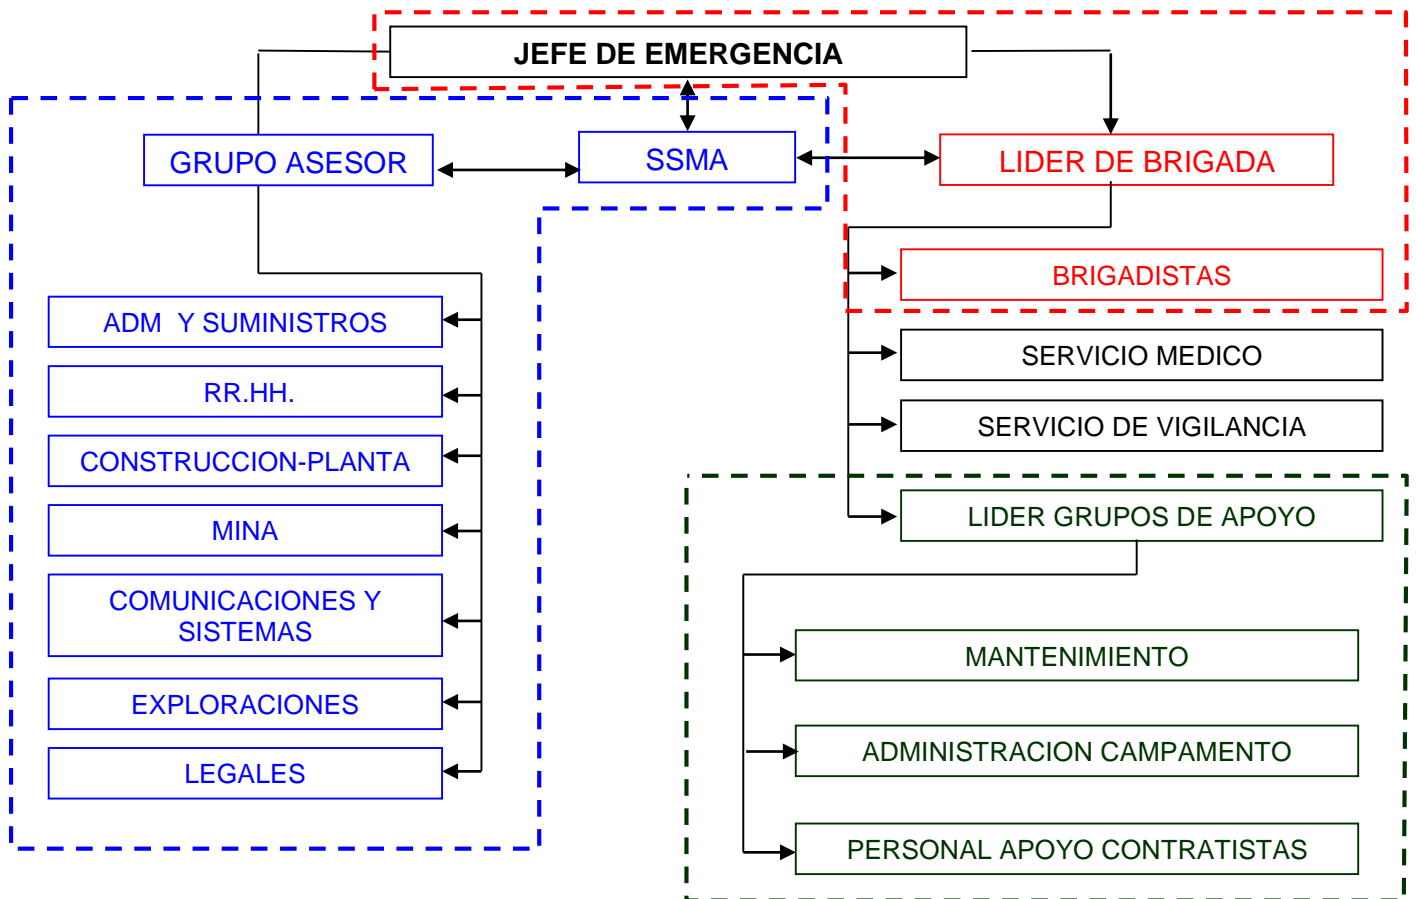 JEFE DE EMERGENCIA
GRUPO ASESOR
SSMA
LIDER DE BRIGADA
ADM Y SUMINISTROS
RR.HH.
CONSTRUCCION-PLANTA
MINA
COMUNICACIONES Y
SISTEMAS
EXPLORACIONES
LEGALES
BRIGADISTAS
SERVICIO MEDICO
SERVICIO DE VIGILANCIA
LIDER GRUPOS DE APOYO
MANTENIMIENTO
ADMINISTRACION CAMPAMENTO
PERSONAL APOYO CONTRATISTAS